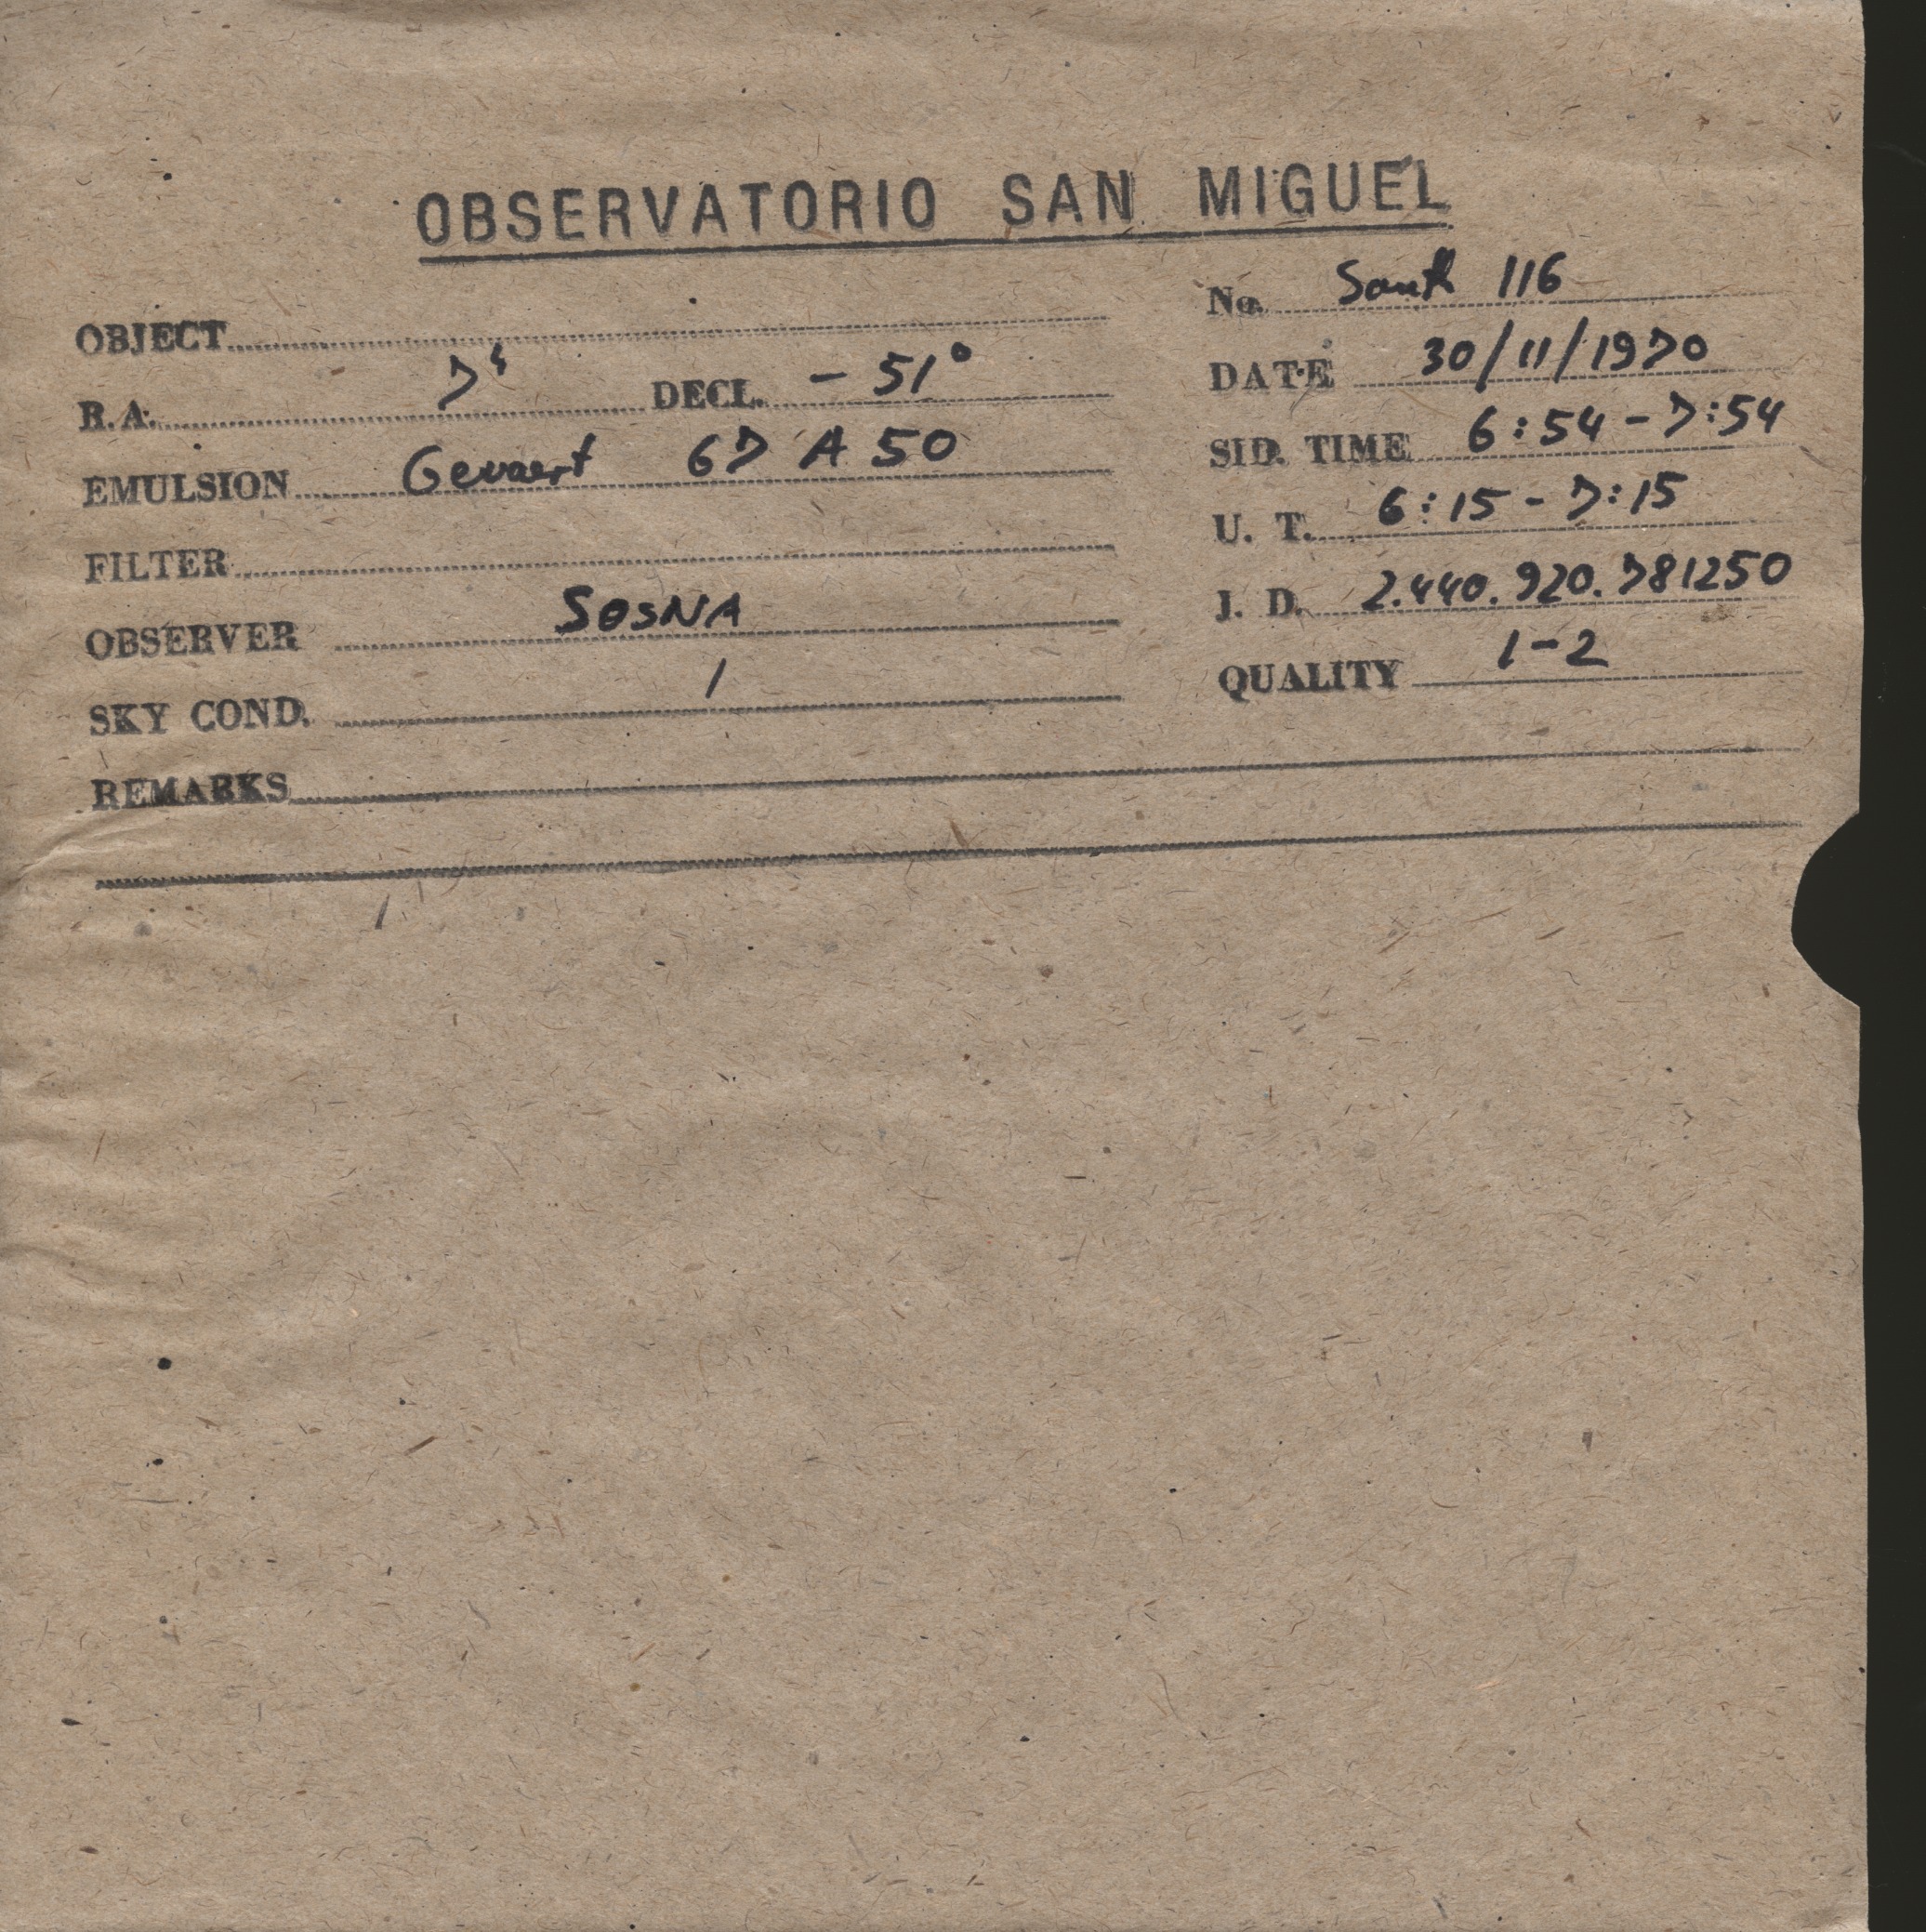 OBSERVATORIO SAN MIGUEL
No. South 116
OBJECT
DATE 30/11/1970
R.A. 7h DECL. - 51°
SID. TIME 6:54 - 7:54
EMULSION Gevaert 67 A 50
U. T. 6:15 - 7:15
FILTER
J. D. 2.440.920.781250
OBSERVER SOSNA
QUALITY 1-2
SKY COND. 1
REMARKS